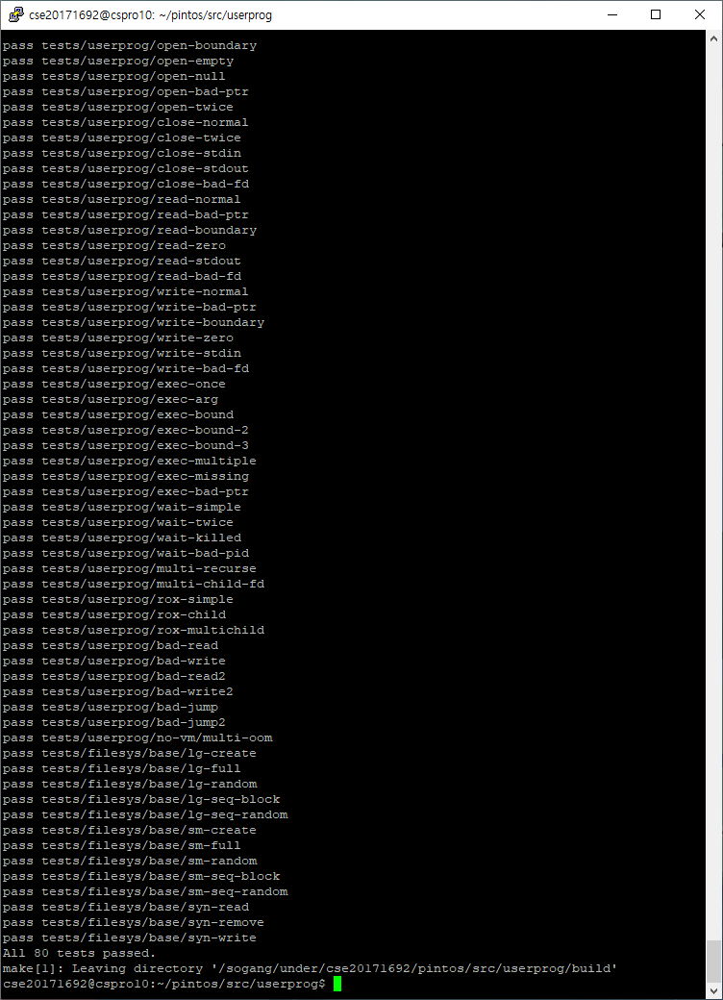 cse20171692@cspro10: ~/pintos/src/userprog
pass tests/userprog/open-boundary
pass tests/userprog/open-empty
pass tests/userprog/open-null
pass tests/userprog/open-bad-ptr
pass tests/userprog/open-twice
pass tests/userprog/close-normal
pass tests/userprog/close-twice
pass tests/userprog/close-stdin
pass tests/userprog/close-stdout
pass tests/userprog/close-bad-fd
pass tests/userprog/read-normal
pass tests/userprog/read-bad-ptr
pass tests/userprog/read-boundary
pass tests/userprog/read-zero
pass tests/userprog/read-stdout
pass tests/userprog/read-bad-fd
pass tests/userprog/write-normal
pass tests/userprog/write-bad-ptr
pass tests/userprog/write-boundary
pass tests/userprog/write-zero
pass tests/userprog/write-stdin
pass tests/userprog/write-bad-fd
pass tests/userprog/exec-once
pass tests/userprog/exec-arg
pass tests/userprog/exec-bound
pass tests/userprog/exec-bound-2
pass tests/userprog/exec-bound-3
pass tests/userprog/exec-multiple
pass tests/userprog/exec-missing
pass tests/userprog/exec-bad-ptr
pass tests/userprog/wait-simple
pass tests/userprog/wait-twice
pass tests/userprog/wait-killed
pass tests/userprog/wait-bad-pid
pass tests/userprog/multi-recurse
pass tests/userprog/multi-child-fd
pass tests/userprog/rox-simple
pass tests/userprog/rox-child
pass tests/userprog/rox-multichild
pass tests/userprog/bad-read
pass tests/userprog/bad-write
pass tests/userprog/bad-read2
pass tests/userprog/bad-write2
pass tests/userprog/bad-jump
pass tests/userprog/bad-jump2
pass tests/userprog/no-vm/multi-oom
pass tests/filesys/base/lg-create
pass tests/filesys/base/lg-full
pass tests/filesys/base/lg-random
pass tests/filesys/base/lg-seq-block
pass tests/filesys/base/lg-seq-random
pass tests/filesys/base/sm-create
pass tests/filesys/base/sm-full
pass tests/filesys/base/sm-random
pass tests/filesys/base/sm-seq-block
pass tests/filesys/base/sm-seq-random
pass tests/filesys/base/syn-read
pass tests/filesys/base/syn-remove
pass tests/filesys/base/syn-write
All 80 tests passed.
make[1]: Leaving directory '/sogang/under/cse20171692/pintos/src/userprog/build'
cse20171692@cspro10:~/pintos/src/userprog$